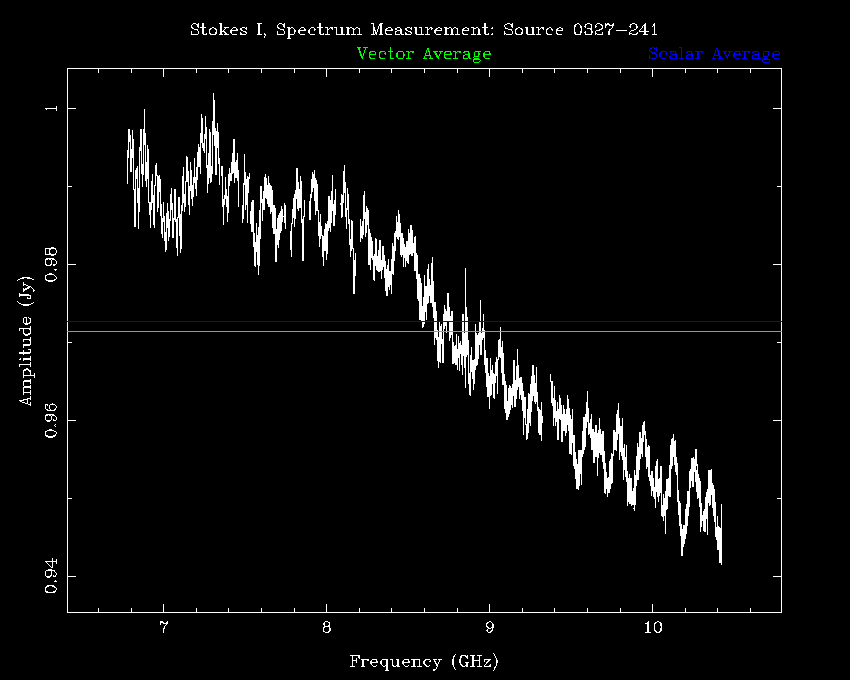 Stokes I, Spectrum Measurement: Source 0327-241
Vector Average
Scalar Average
1
0.98
0.96
0.94
Amplitude (Jy)
7 8 9 10
Frequency (GHz)